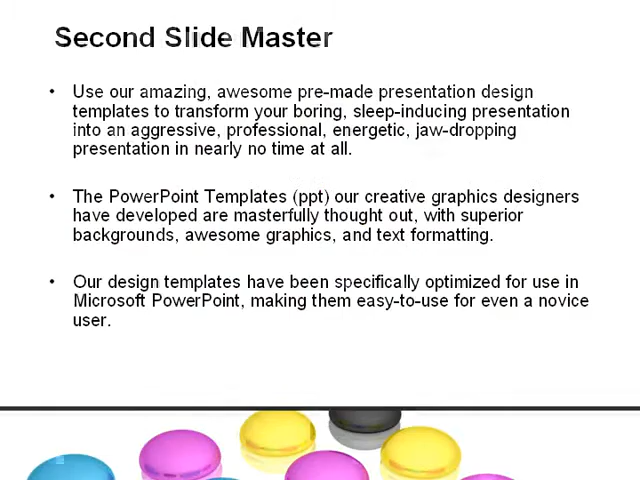 Second Slide Master
• Use our amazing, awesome pre-made presentation design
templates to transform your boring, sleep-inducing presentation
into an aggressive, professional, energetic, jaw-dropping
presentation in nearly no time at all.
• The PowerPoint Templates (ppt) our creative graphics designers
have developed are masterfully thought out, with superior
backgrounds, awesome graphics, and text formatting.
• Our design templates have been specifically optimized for use in
Microsoft PowerPoint, making them easy-to-use for even a novice
user.